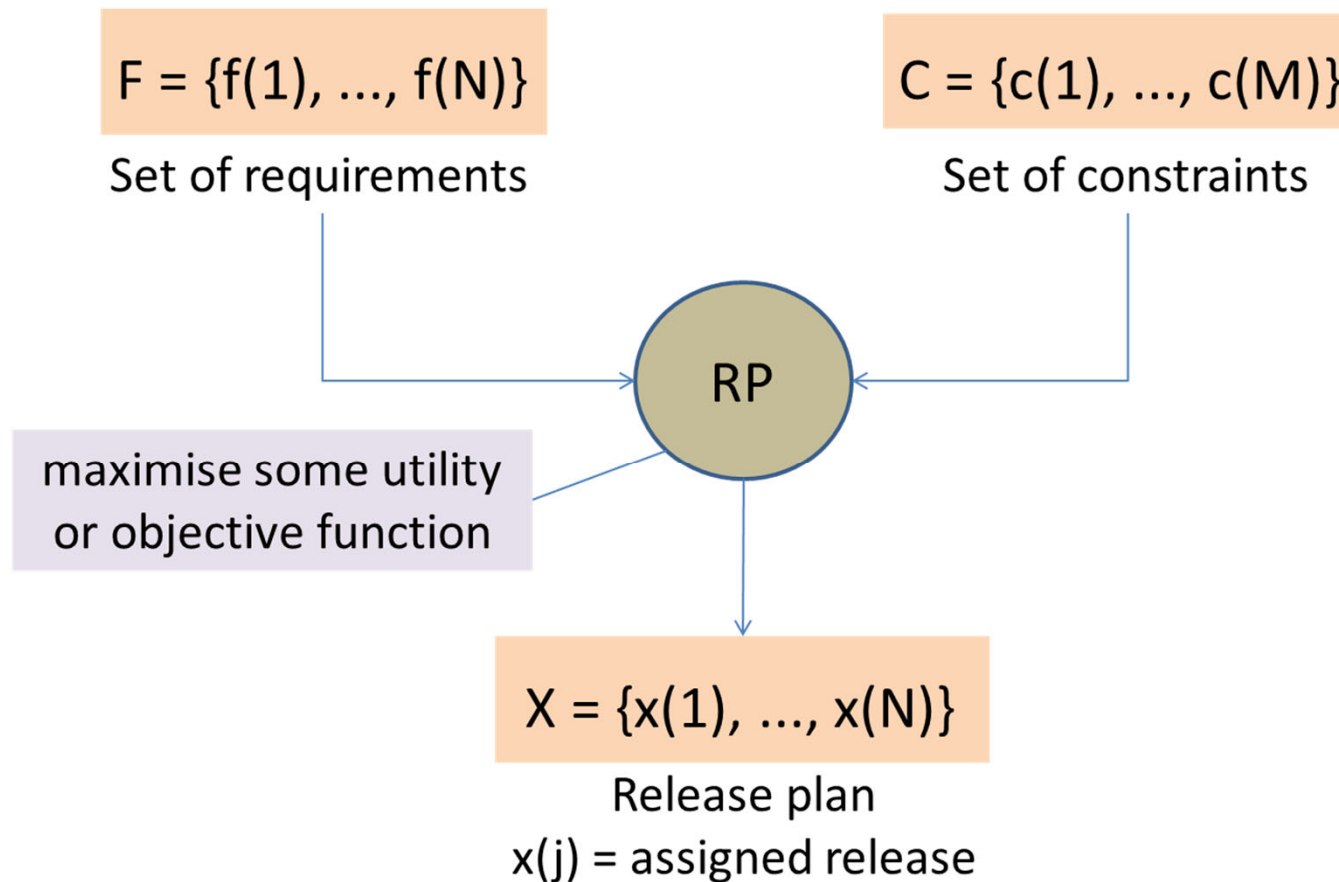 F = {f(1), ..., f(N)}
Set of requirements
C = {c(1), ..., c(M)}
Set of constraints
RP
maximise some utility
or objective function
X = {x(1), ..., x(N)}
Release plan
x(j) = assigned release